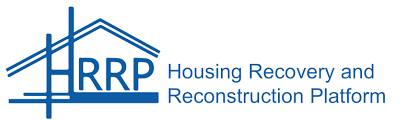 HRRP Housing Recovery and
Reconstruction Platform